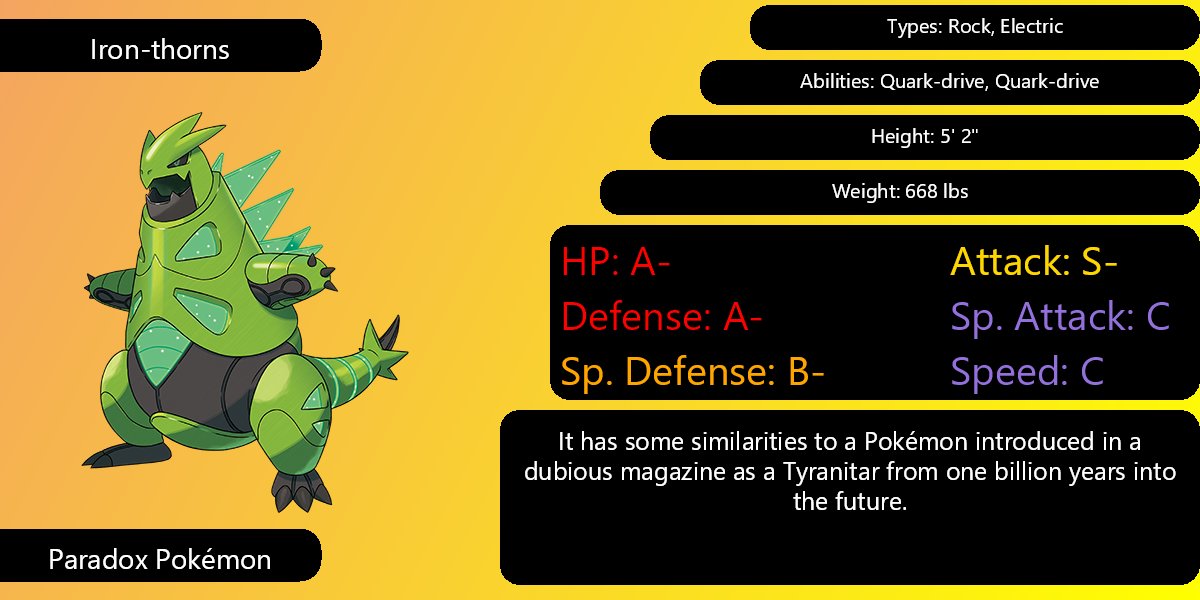 Iron-thorns
Types: Rock, Electric
Abilities: Quark-drive, Quark-drive
Height: 5' 2"
Weight: 668 lbs
HP: A-
Attack: S-
Defense: A-
Sp. Attack: C
Sp. Defense: B-
Speed: C
It has some similarities to a Pokémon introduced in a
dubious magazine as a Tyranitar from one billion years into
the future.
Paradox Pokémon